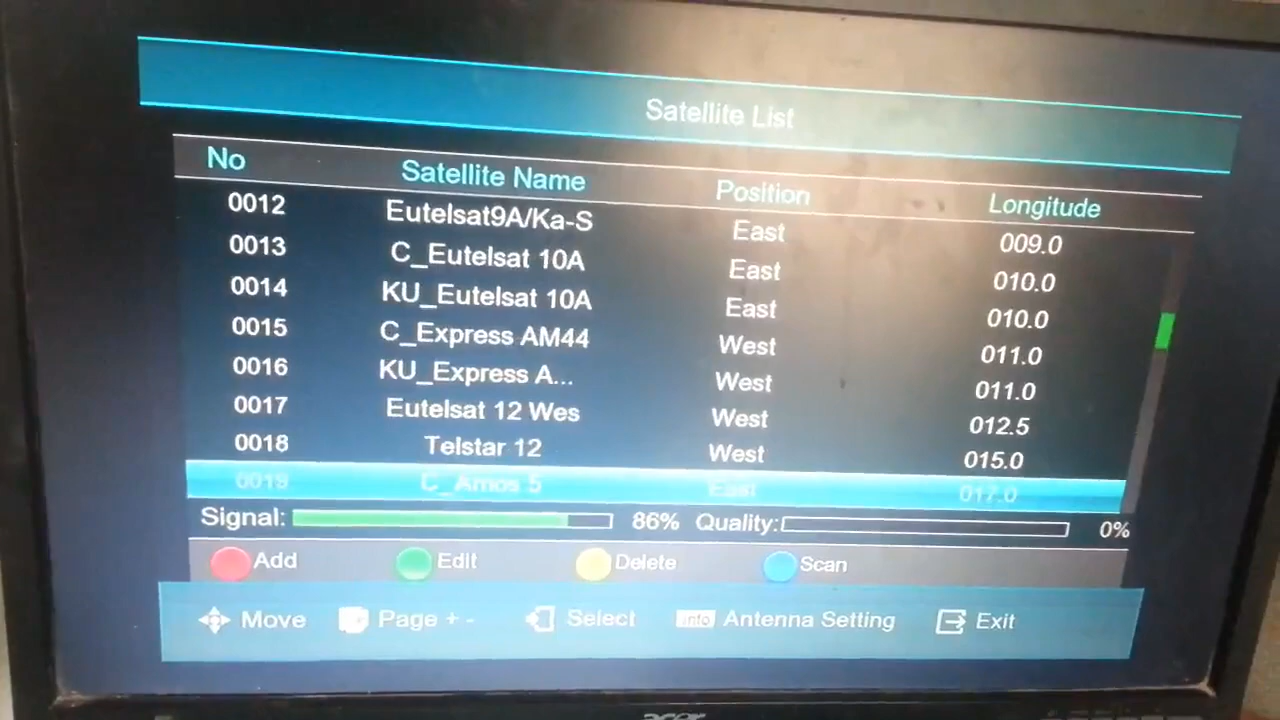 Satellite List
No Satellite Name Position Longitude
0012 Eutelsat9A/Ka-S East 009.0
0013 C_Eutelsat 10A East 010.0
0014 KU_Eutelsat 10A East 010.0
0015 C_Express AM44 West 011.0
0016 KU_Express A... West 011.0
0017 Eutelsat 12 Wes West 012.5
0018 Telstar 12 West 015.0
0019 C_Amos 5 East 017.0
Signal: 86% Quality: 0%
Add Edit Delete Scan
Move Page + - Select Info Antenna Setting Exit
acer